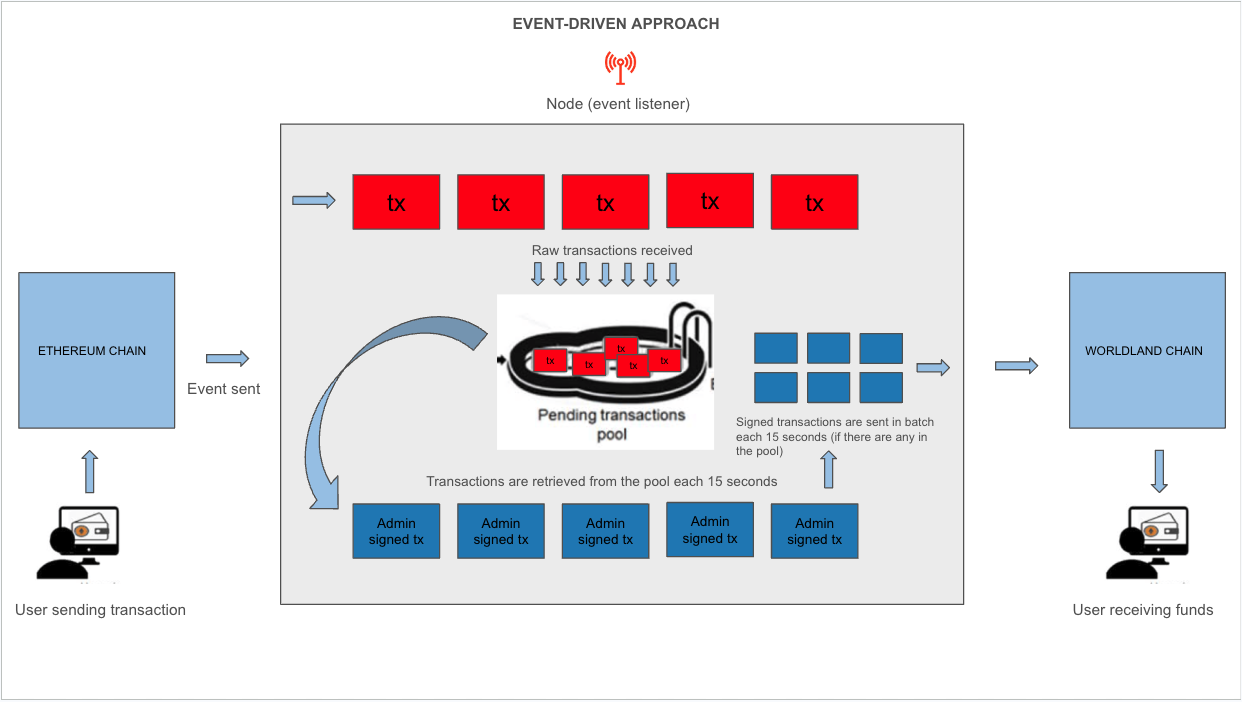 EVENT-DRIVEN APPROACH
Node (event listener)
tx
tx
tx
tx
tx
Raw transactions received
ETHEREUM CHAIN
Event sent
tx
tx
tx
tx
tx
Pending transactions
pool
WORLDLAND CHAIN
Signed transactions are sent in batch
each 15 seconds (if there are any in
the pool)
Transactions are retrieved from the pool each 15 seconds
Admin
signed tx
Admin
signed tx
Admin
signed tx
Admin
signed tx
Admin
signed tx
User sending transaction
User receiving funds